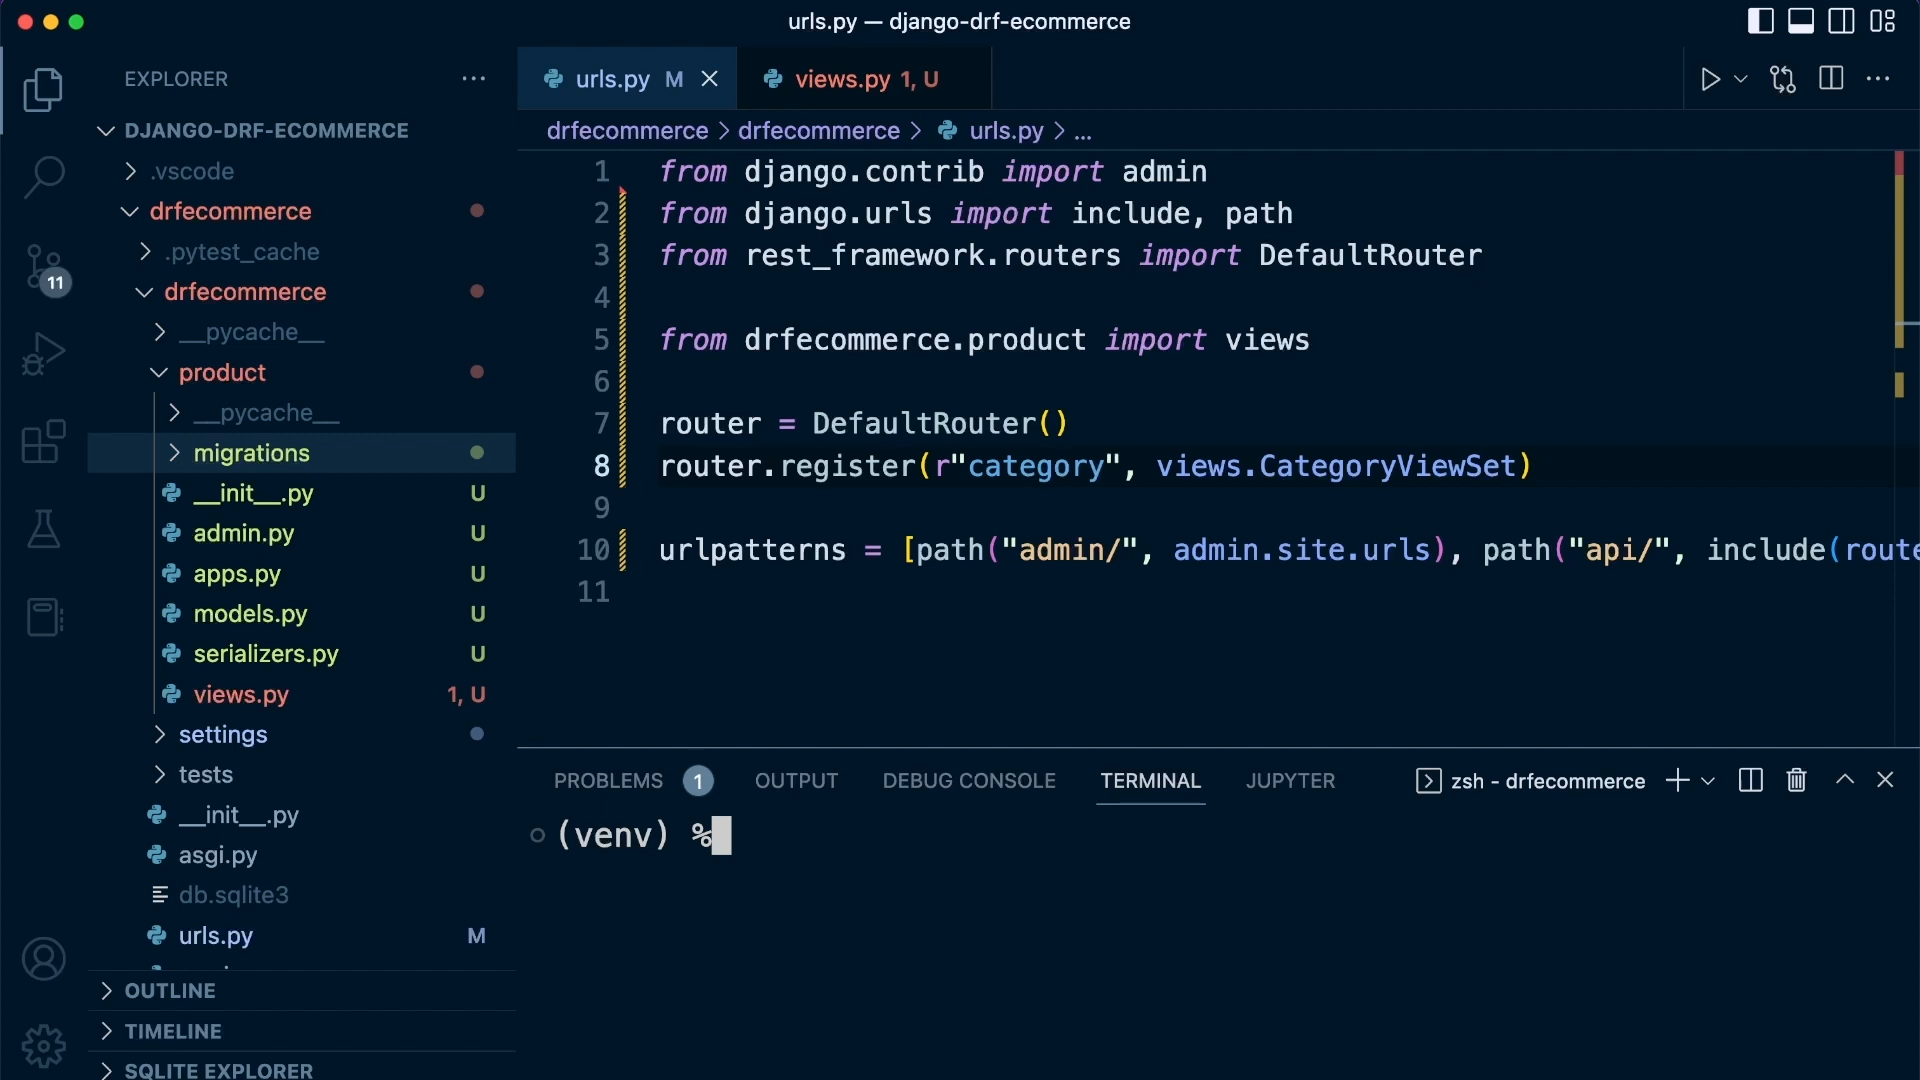 urls.py — django-drf-ecommerce
EXPLORER
DJANGO-DRF-ECOMMERCE
.vscode
drfecommerce
.pytest_cache
drfecommerce
__pycache__
product
__pycache__
migrations
__init__.py U
admin.py U
apps.py U
models.py U
serializers.py U
views.py 1, U
settings
tests
__init__.py
asgi.py
db.sqlite3
urls.py M
OUTLINE
TIMELINE
SQLITE EXPLORER
11
urls.py M
views.py 1, U
drfecommerce > drfecommerce > urls.py > ...
1 from django.contrib import admin
2 from django.urls import include, path
3 from rest_framework.routers import DefaultRouter
4
5 from drfecommerce.product import views
6
7 router = DefaultRouter()
8 router.register(r"category", views.CategoryViewSet)
9
10 urlpatterns = [path("admin/", admin.site.urls), path("api/", include(route
11
PROBLEMS 1 OUTPUT DEBUG CONSOLE TERMINAL JUPYTER zsh - drfecommerce
(venv) %